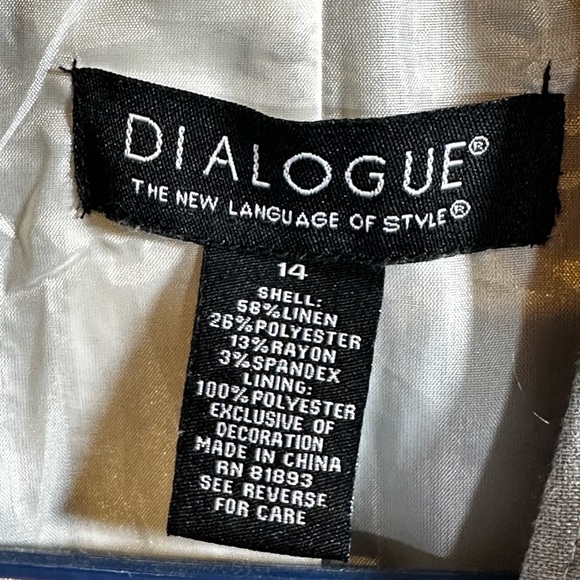 DIALOGUE®
THE NEW LANGUAGE OF STYLE®
14
SHELL:
58%LINEN
26%POLYESTER
13%RAYON
3%SPANDEX
LINING:
100%POLYESTER
EXCLUSIVE OF
DECORATION
MADE IN CHINA
RN 81893
SEE REVERSE
FOR CARE